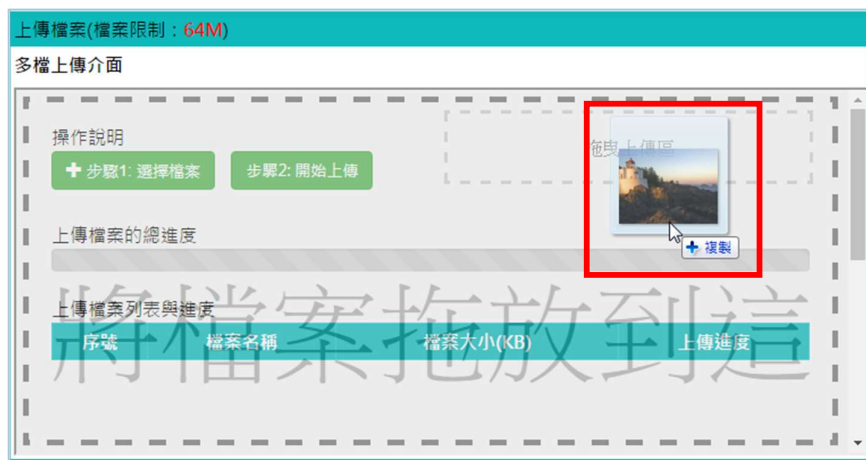 上傳檔案(檔案限制：64M)
多檔上傳介面
操作說明
拖曳上傳區
步驟1: 選擇檔案
步驟2: 開始上傳
複製
上傳檔案的總進度
上傳檔案列表與進度
將檔案拖放到這
序號 檔案名稱 檔案大小(KB) 上傳進度